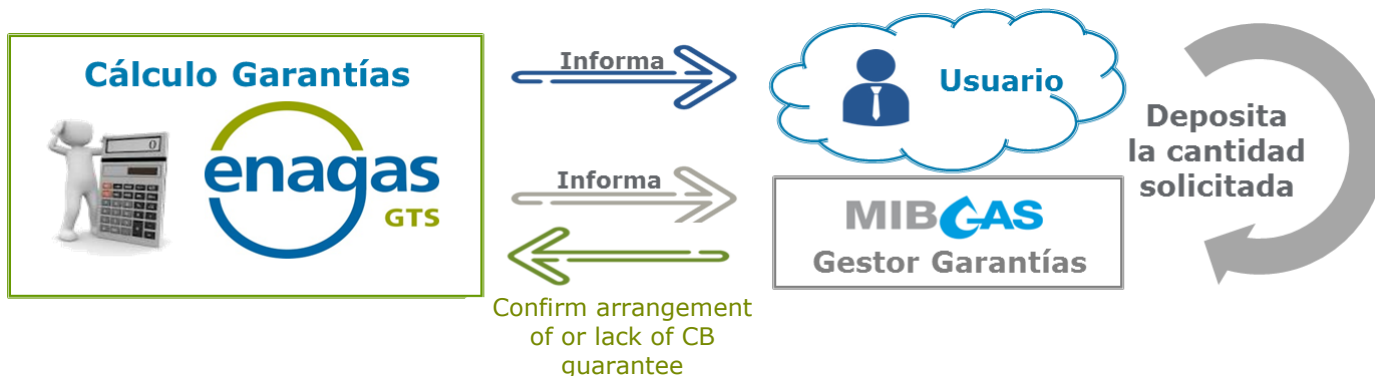 Cálculo Garantías
0
enagas
GTS
Informa
Usuario
Deposita
la cantidad
solicitada
Informa
MIBGAS
Gestor Garantías
Confirm arrangement
of or lack of CB
guarantee